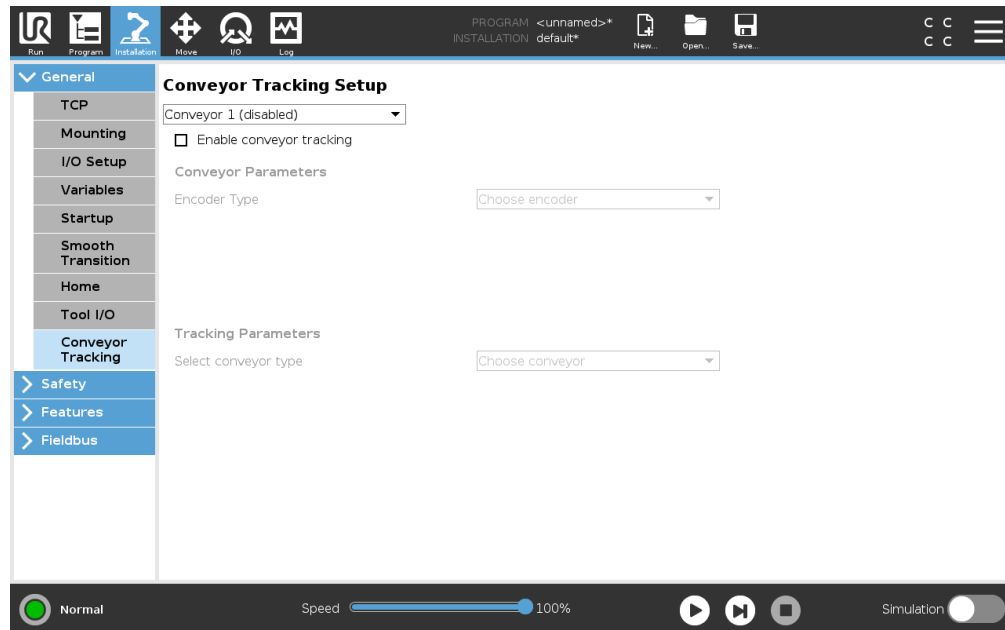 UR
Run
Program
Installation
Move
I/O
Log
PROGRAM <unnamed>*
INSTALLATION default*
New...
Open...
Save...
C C
C C
General
TCP
Mounting
I/O Setup
Variables
Startup
Smooth
Transition
Home
Tool I/O
Conveyor
Tracking
Safety
Features
Fieldbus
Conveyor Tracking Setup
Conveyor 1 (disabled)
Enable conveyor tracking
Conveyor Parameters
Encoder Type
Choose encoder
Tracking Parameters
Select conveyor type
Choose conveyor
Normal
Speed
100%
Simulation